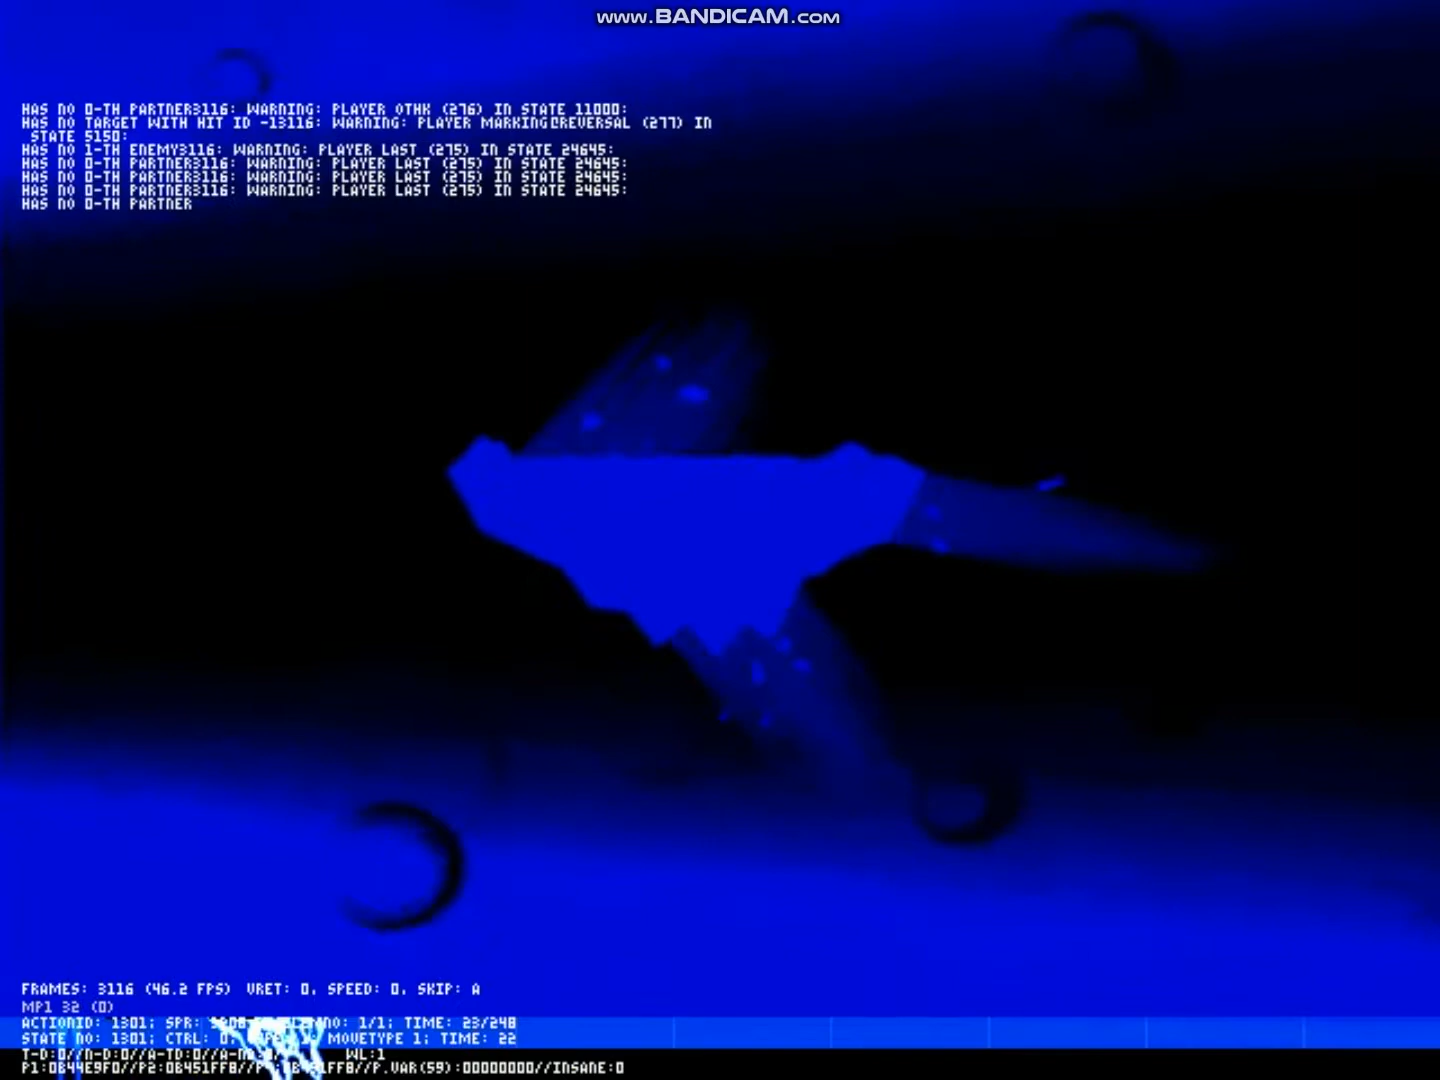 www.BANDICAM.com
HAS NO 0-TH PARTNER3116: WARNING: PLAYER OTHK (276) IN STATE 11000:
HAS NO TARGET WITH HIT ID -13116: WARNING: PLAYER MARKING@REVERSAL (277) IN
STATE 5150:
HAS NO 1-TH ENEMY3116: WARNING: PLAYER LAST (275) IN STATE 24645:
HAS NO 0-TH PARTNER3116: WARNING: PLAYER LAST (275) IN STATE 24645:
HAS NO 0-TH PARTNER3116: WARNING: PLAYER LAST (275) IN STATE 24645:
HAS NO 0-TH PARTNER3116: WARNING: PLAYER LAST (275) IN STATE 24645:
HAS NO 0-TH PARTNER
FRAMES: 3116 (46.2 FPS) VRET: 0. SPEED: 0. SKIP: A
MP1 32 (0)
ACTIONID: 1301; SPR: 1/1; TIME: 23/248
STATE NO: 1301; CTRL: 0; MOVETYPE 1; TIME: 22
T-D:0//N-D:0//A-TD:0// WL:1
P1:0B44E9F0//P2:0B451FF8// //P.VAR(59):00000000//INSANE:0